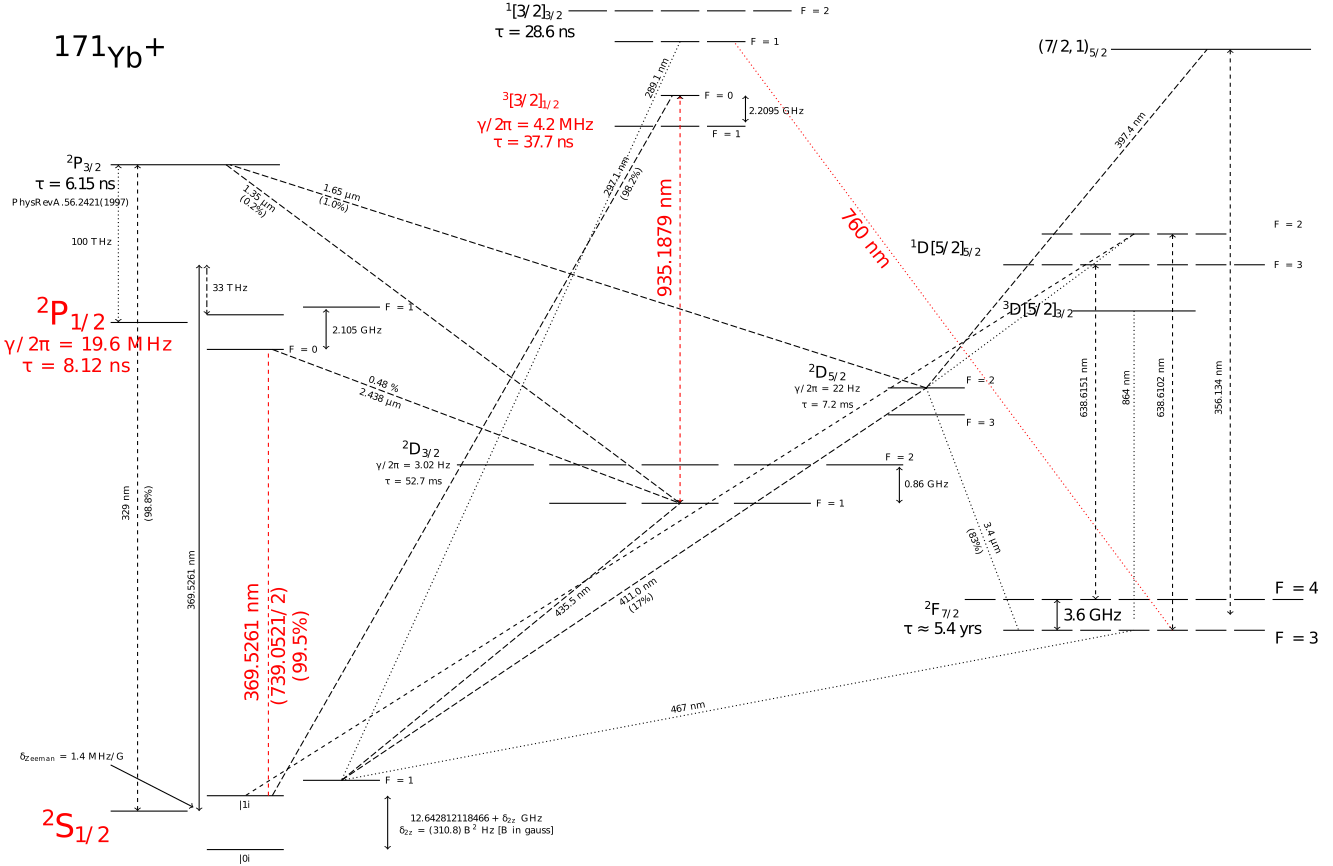 171Yb+
1[3/2]3/2
τ = 28.6 ns
F = 2
F = 1
3[3/2]1/2
γ/2π = 4.2 MHz
τ = 37.7 ns
F = 0
2.2095 GHz
F = 1
(7/2,1)5/2
2P3/2
τ = 6.15 ns
PhysRevA.56.2421(1997)
100 THz
33 THz
2P1/2
γ/2π = 19.6 MHz
τ = 8.12 ns
F = 1
2.105 GHz
F = 0
1.35 μm
(0.2%)
1.65 μm
(1.0%)
289.1 nm
297.1 nm
(98.2%)
935.1879 nm
760 nm
397.4 nm
1D[5/2]5/2
F = 2
F = 3
3D[5/2]3/2
0.48 %
2.438 μm
2D5/2
γ/2π = 22 Hz
τ = 7.2 ms
F = 2
F = 3
2D3/2
γ/2π = 3.02 Hz
τ = 52.7 ms
F = 2
0.86 GHz
F = 1
638.6151 nm
864 nm
638.6102 nm
356.134 nm
329 nm
(98.8%)
369.5261 nm
369.5261 nm
(739.0521/2)
(99.5%)
435.5 nm
411.0 nm
(17%)
3.4 μm
(83%)
2F7/2
τ ≈ 5.4 yrs
F = 4
3.6 GHz
F = 3
467 nm
δZeeman = 1.4 MHz/G
2S1/2
F = 1
|1i
|0i
12.642812118466 + δ2z GHz
δ2z = (310.8) B2 Hz [B in gauss]